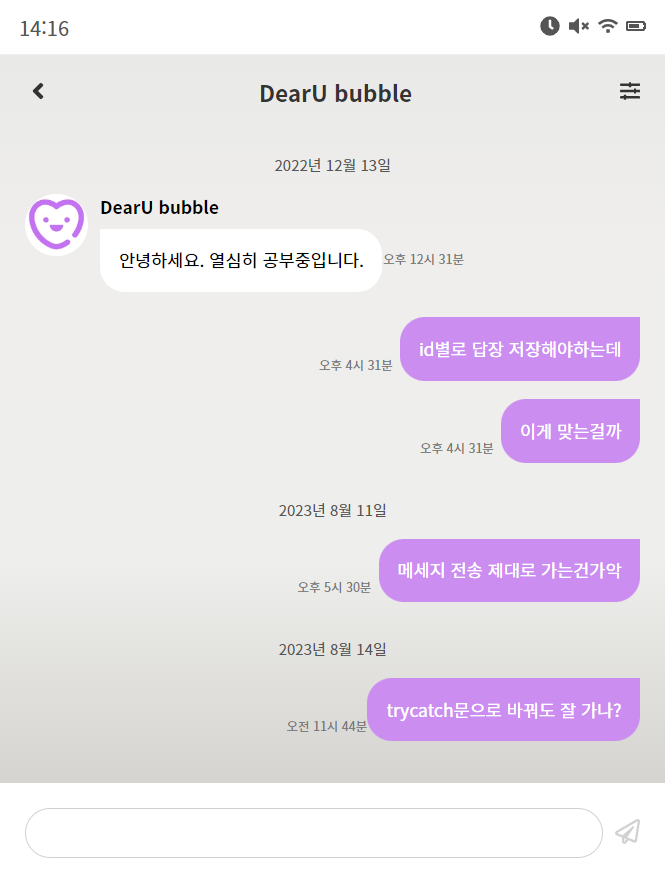 14:16
DearU bubble
2022년 12월 13일
DearU bubble
안녕하세요. 열심히 공부중입니다.
오후 12시 31분
id별로 답장 저장해야하는데
오후 4시 31분
이게 맞는걸까
오후 4시 31분
2023년 8월 11일
메세지 전송 제대로 가는건가악
오후 5시 30분
2023년 8월 14일
trycatch문으로 바꿔도 잘 가나?
오전 11시 44분